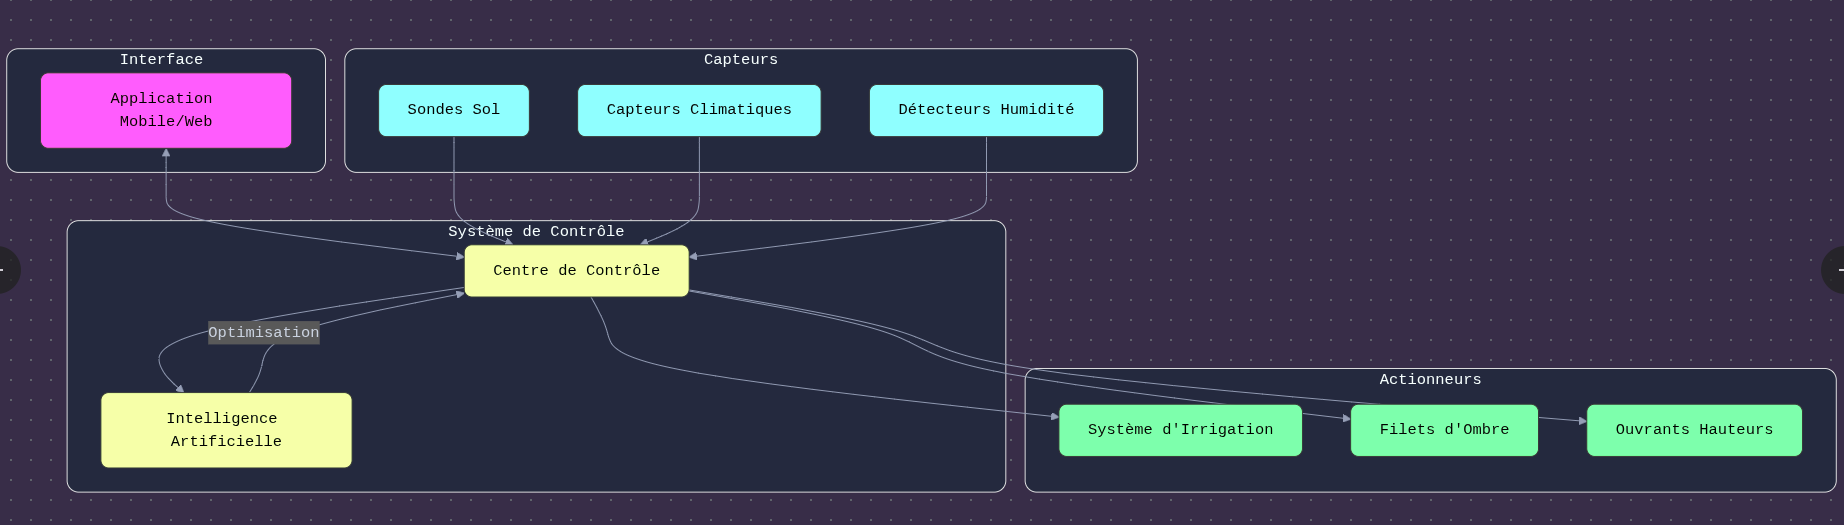 Interface
Application
Mobile/Web
Capteurs
Sondes Sol
Capteurs Climatiques
Détecteurs Humidité
Système de Contrôle
Centre de Contrôle
Optimisation
Intelligence
Artificielle
Actionneurs
Système d'Irrigation
Filets d'Ombre
Ouvrants Hauteurs